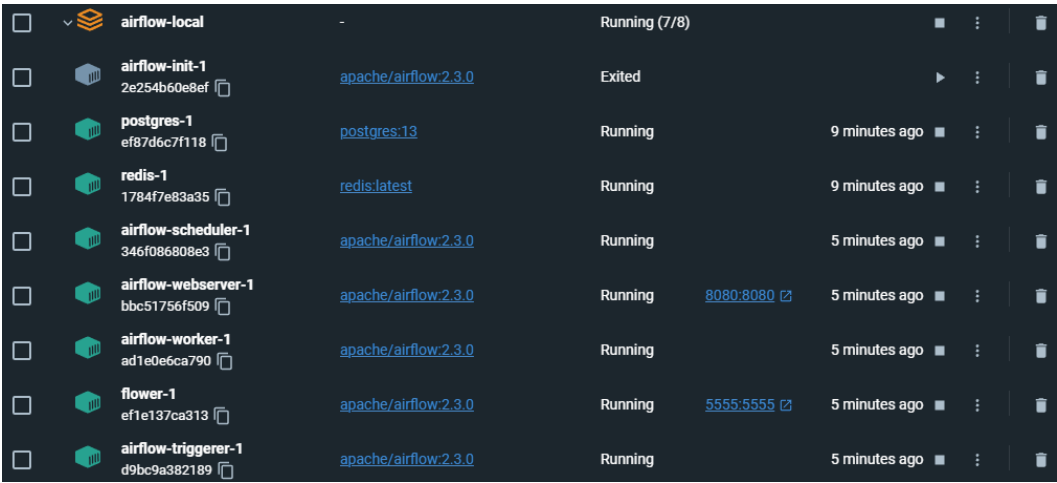 airflow-local - Running (7/8)
airflow-init-1
2e254b60e8ef apache/airflow:2.3.0 Exited
postgres-1
ef87d6c7f118 postgres:13 Running 9 minutes ago
redis-1
1784f7e83a35 redis:latest Running 9 minutes ago
airflow-scheduler-1
346f086808e3 apache/airflow:2.3.0 Running 5 minutes ago
airflow-webserver-1
bbc51756f509 apache/airflow:2.3.0 Running 8080:8080 5 minutes ago
airflow-worker-1
ad1e0e6ca790 apache/airflow:2.3.0 Running 5 minutes ago
flower-1
ef1e137ca313 apache/airflow:2.3.0 Running 5555:5555 5 minutes ago
airflow-triggerer-1
d9bc9a382189 apache/airflow:2.3.0 Running 5 minutes ago